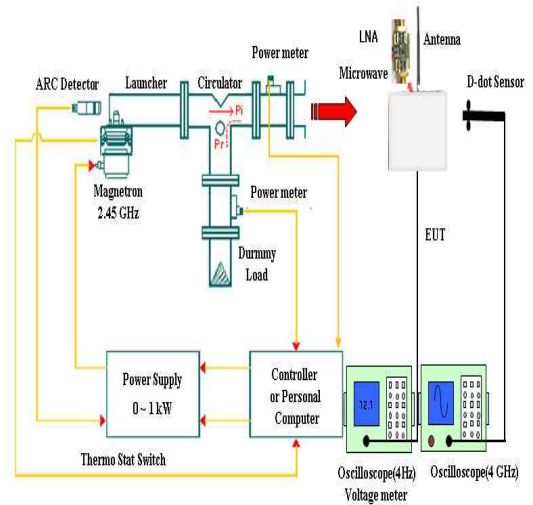 LNA
Antenna
Power meter
Microwave
ARC Detector
Launcher
Circulator
D-dot Sensor
Pi
Pr
Magnetron
2.45 GHz
Power meter
EUT
Durmmy
Load
Power Supply
0 ~ 1 kW
Controller
or Personal
Computer
12.1
Thermo Stat Switch
Oscilloscope(4Hz)
Voltage meter
Oscilloscope(4 GHz)